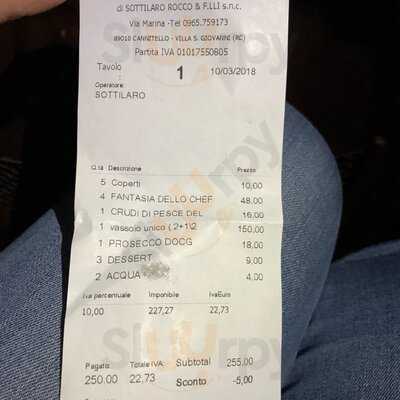 di SOTTILARO ROCCO & F.LLI s.n.c.
Via Marina -Tel 0965.759173
89010 CANNITELLO - VILLA S. GIOVANNI (RC)
Partita IVA 01017550805
Tavolo : 1 10/03/2018
Operatore:
SOTTILARO
Q.tà Descrizione Prezzo
5 Coperti 10,00
4 FANTASIA DELLO CHEF 48,00
1 CRUDI DI PESCE DEL 16,00
1 vassoio unico ( 2+1)2 150,00
1 PROSECCO DOCG 18,00
3 DESSERT 9,00
2 ACQUA 4,00
Iva percentuale Imponibile IvaEuro
10,00 227,27 22,73
Pagato: Totale IVA: Subtotal 255,00
250,00 22,73 Sconto -5,00